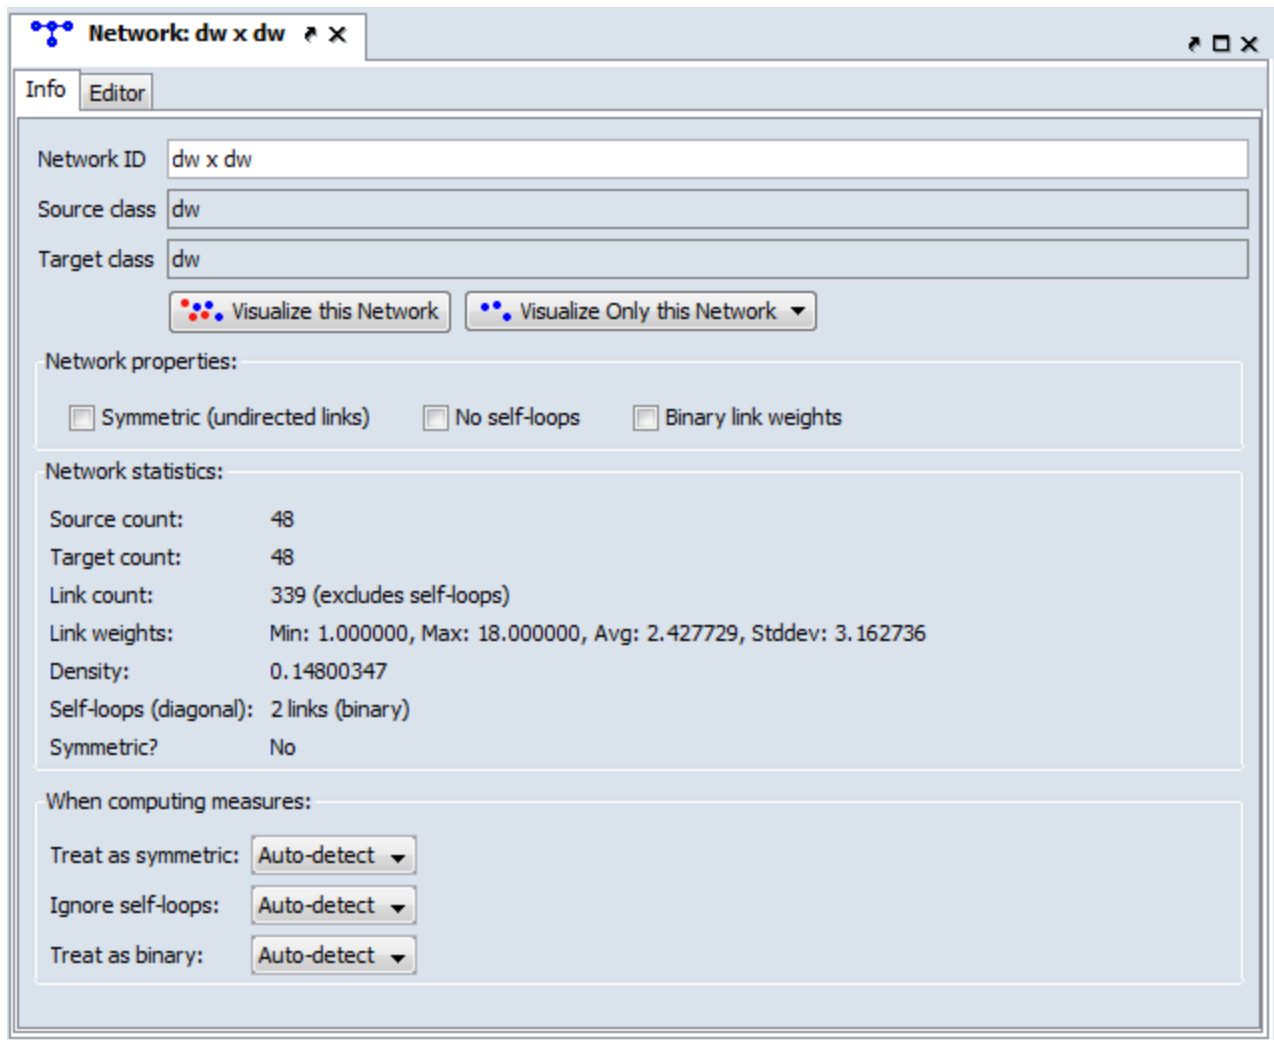 Network: dw x dw
Info
Editor
Network ID dw x dw
Source class dw
Target class dw
Visualize this Network Visualize Only this Network
Network properties:
Symmetric (undirected links) No self-loops Binary link weights
Network statistics:
Source count: 48
Target count: 48
Link count: 339 (excludes self-loops)
Link weights: Min: 1.000000, Max: 18.000000, Avg: 2.427729, Stddev: 3.162736
Density: 0.14800347
Self-loops (diagonal): 2 links (binary)
Symmetric? No
When computing measures:
Treat as symmetric: Auto-detect
Ignore self-loops: Auto-detect
Treat as binary: Auto-detect